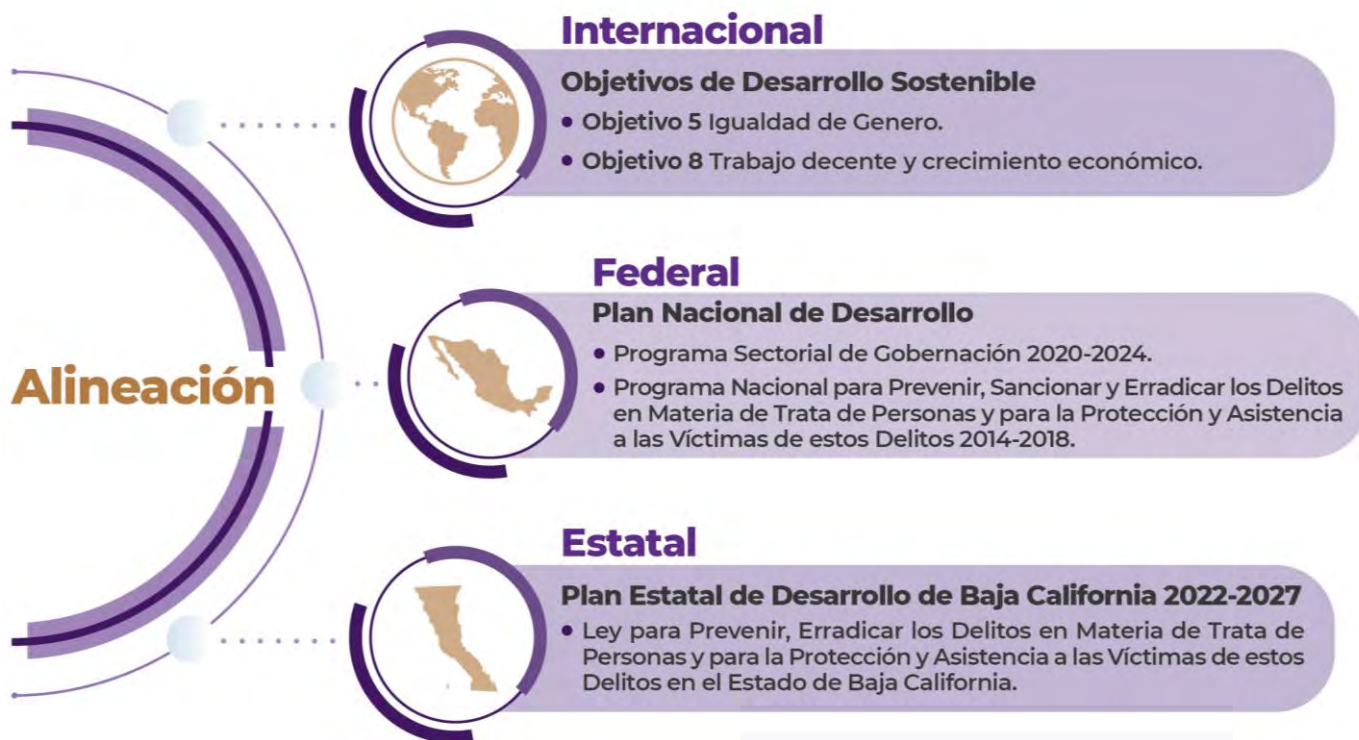 Internacional
Objetivos de Desarrollo Sostenible
• Objetivo 5 Igualdad de Genero.
• Objetivo 8 Trabajo decente y crecimiento económico.
Federal
Plan Nacional de Desarrollo
• Programa Sectorial de Gobernación 2020-2024.
• Programa Nacional para Prevenir, Sancionar y Erradicar los Delitos
en Materia de Trata de Personas y para la Protección y Asistencia
a las Víctimas de estos Delitos 2014-2018.
Alineación
Estatal
Plan Estatal de Desarrollo de Baja California 2022-2027
• Ley para Prevenir, Erradicar los Delitos en Materia de Trata de
Personas y para la Protección y Asistencia a las Víctimas de estos
Delitos en el Estado de Baja California.